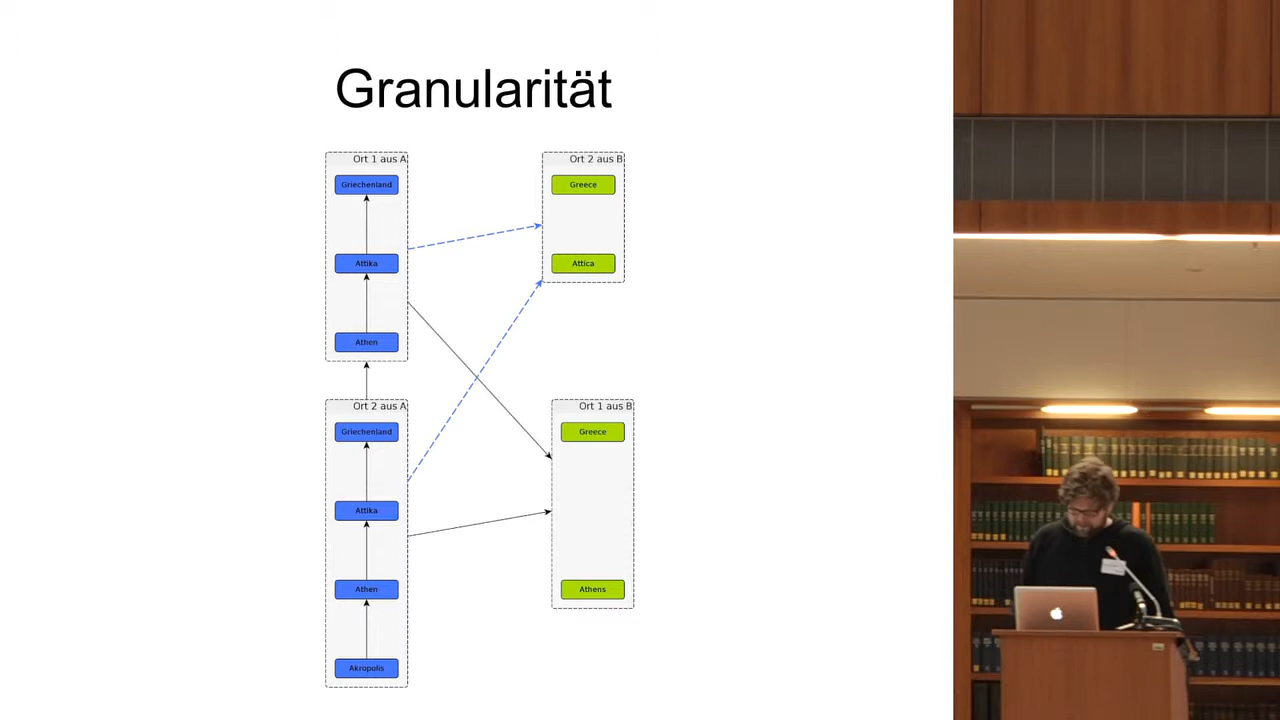 Granularität
Ort 1 aus A
Griechenland
Attika
Athen
Ort 2 aus B
Greece
Attica
Ort 2 aus A
Griechenland
Attika
Athen
Akropolis
Ort 1 aus B
Greece
Athens